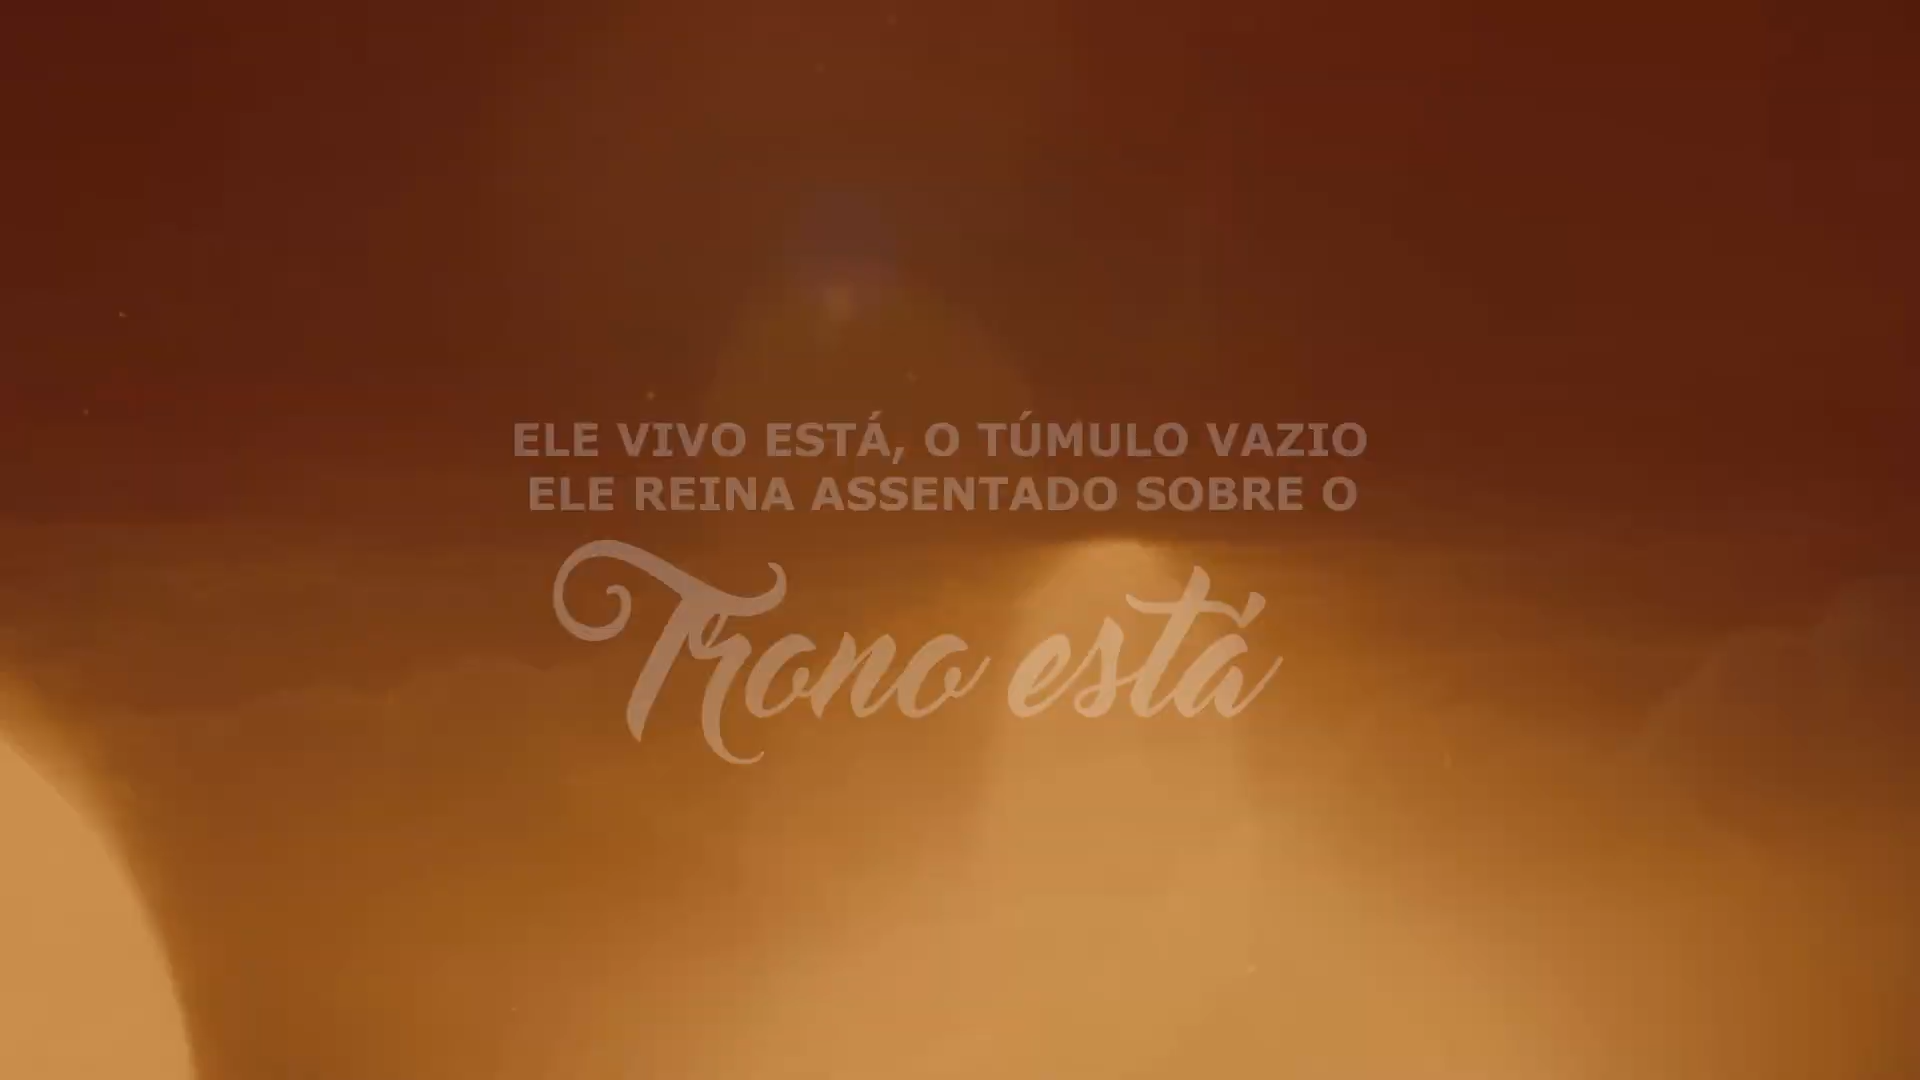 ELE VIVO ESTÁ, O TÚMULO VAZIO
ELE REINA ASSENTADO SOBRE O
Trono está